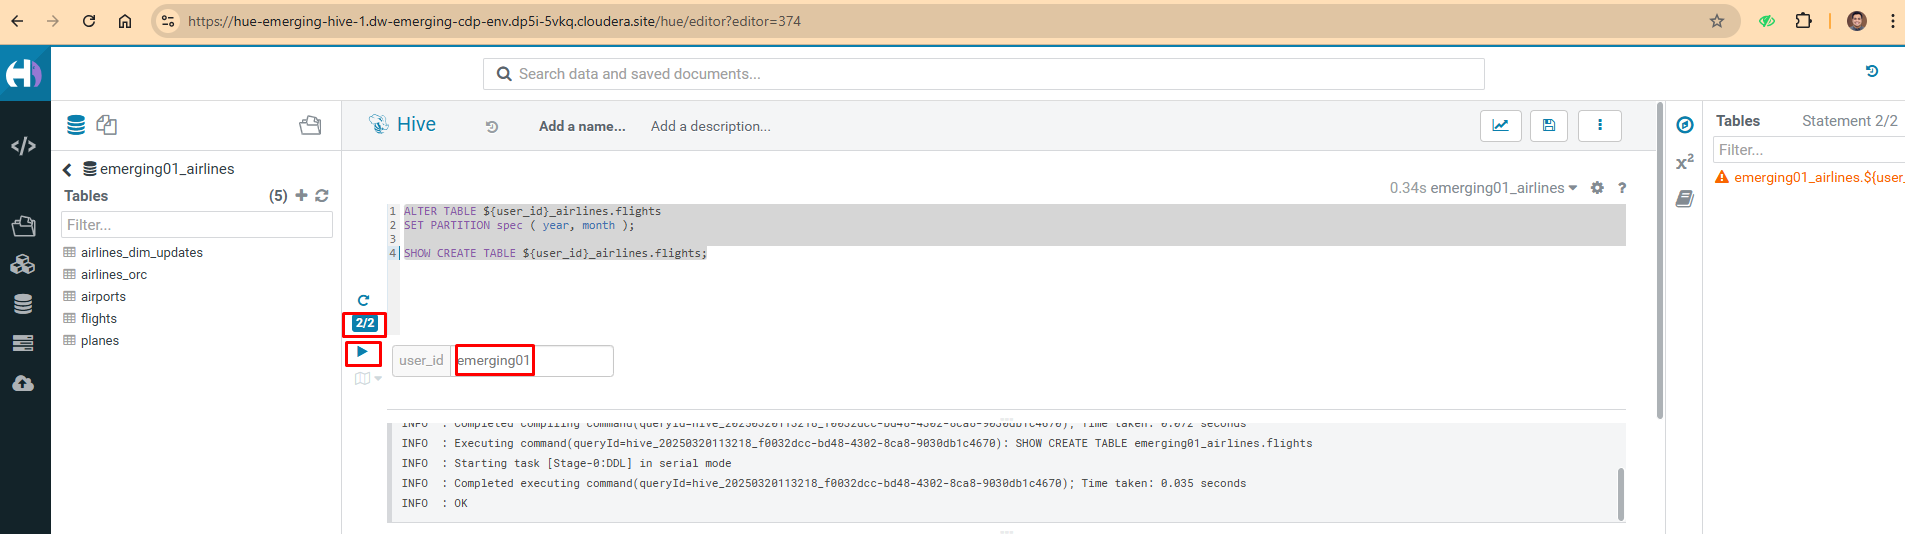 https://hue-emerging-hive-1.dw-emerging-cdp-env.dp5i-5vkq.cloudera.site/hue/editor?editor=374
Search data and saved documents...
Hive
Add a name...
Add a description...
emerging01_airlines
Tables
(5)
Filter...
airlines_dim_updates
airlines_orc
airports
flights
planes
0.34s emerging01_airlines
?
1 ALTER TABLE ${user_id}_airlines.flights
2 SET PARTITION spec ( year, month );
3
4 SHOW CREATE TABLE ${user_id}_airlines.flights;
2/2
user_id emerging01
INFO : Completed compiling command(queryId=hive_20250320113218_f0032dcc-bd48-4302-8ca8-9030db1c4670); Time taken: 0.072 seconds
INFO : Executing command(queryId=hive_20250320113218_f0032dcc-bd48-4302-8ca8-9030db1c4670): SHOW CREATE TABLE emerging01_airlines.flights
INFO : Starting task [Stage-0:DDL] in serial mode
INFO : Completed executing command(queryId=hive_20250320113218_f0032dcc-bd48-4302-8ca8-9030db1c4670); Time taken: 0.035 seconds
INFO : OK
x²
Tables Statement 2/2
Filter...
emerging01_airlines.${user_